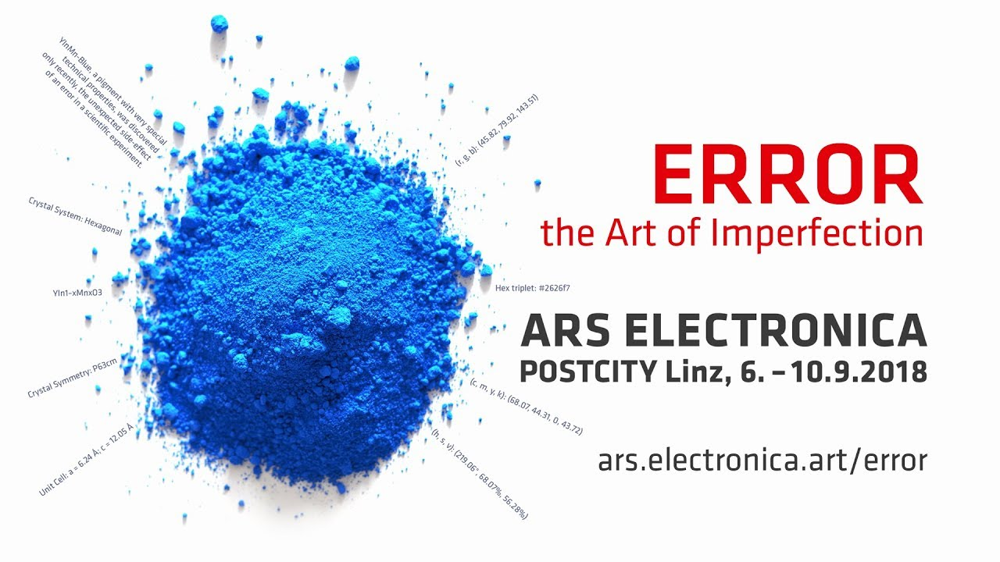 YInMn-Blue, a pigment with very special
technical properties, was discovered
only recently, the unexpected side-effect
of an error in a scientific experiment.
(r, g, b): (45.82, 79.92, 143.51)
Crystal System: Hexagonal
YIn1-xMnxO3
Hex triplet: #2626f7
Crystal Symmetry: P63cm
(c, m, y, k): (68.07, 44.31, 0, 43.72)
Unit Cell: a = 6.24 Å; c = 12.05 Å
(h, s, v): (219.06°, 68.07%, 56.28%)
ERROR
the Art of Imperfection
ARS ELECTRONICA
POSTCITY Linz, 6. – 10.9.2018
ars.electronica.art/error